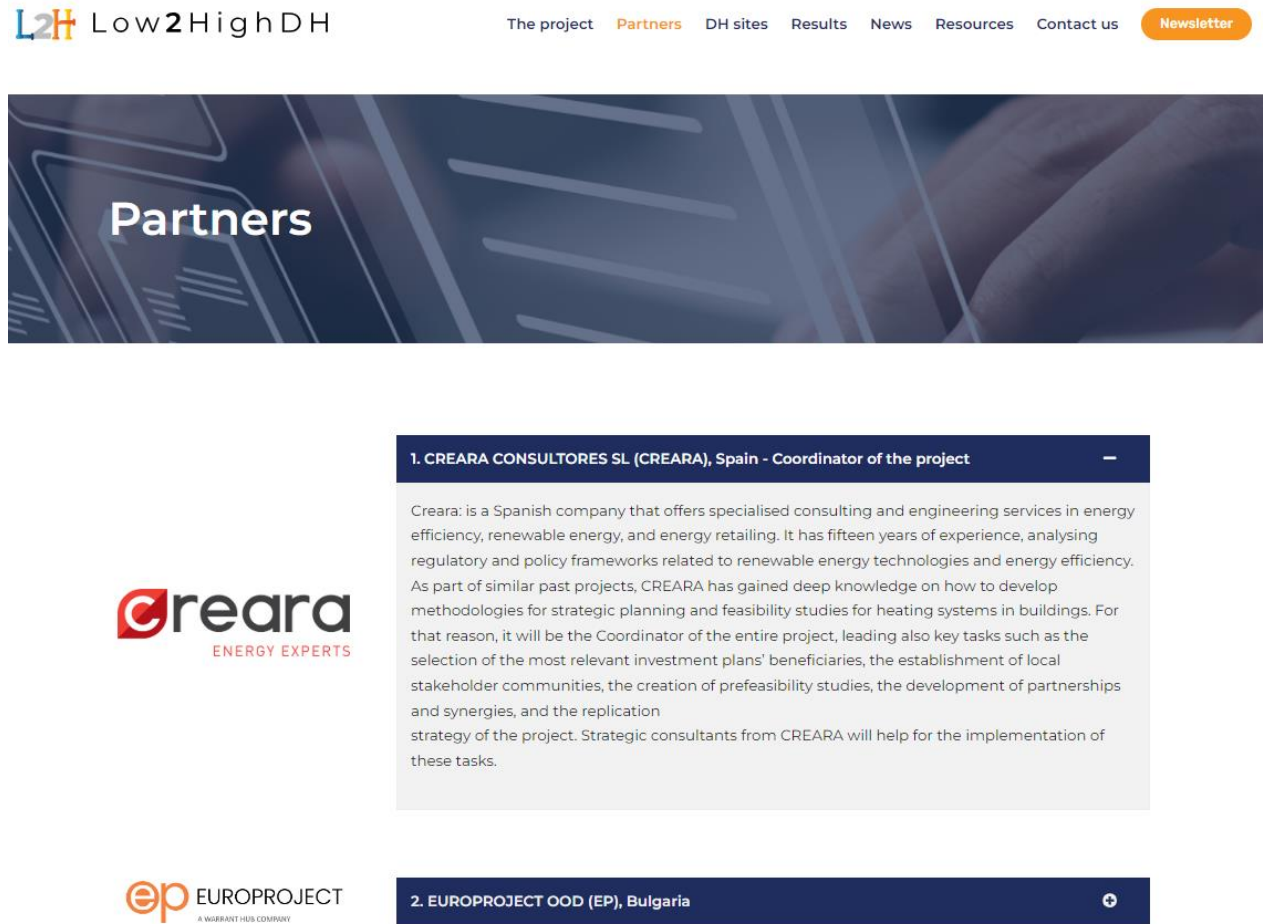 L2H Low2HighDH
The project Partners DH sites Results News Resources Contact us Newsletter
Partners
1. CREARA CONSULTORES SL (CREARA), Spain - Coordinator of the project
Creara: is a Spanish company that offers specialised consulting and engineering services in energy
efficiency, renewable energy, and energy retailing. It has fifteen years of experience, analysing
regulatory and policy frameworks related to renewable energy technologies and energy efficiency.
As part of similar past projects, CREARA has gained deep knowledge on how to develop
methodologies for strategic planning and feasibility studies for heating systems in buildings. For
that reason, it will be the Coordinator of the entire project, leading also key tasks such as the
selection of the most relevant investment plans' beneficiaries, the establishment of local
stakeholder communities, the creation of prefeasibility studies, the development of partnerships
and synergies, and the replication
strategy of the project. Strategic consultants from CREARA will help for the implementation of
these tasks.
creara
ENERGY EXPERTS
ep EUROPROJECT
A WARRANT HUB COMPANY
2. EUROPROJECT OOD (EP), Bulgaria